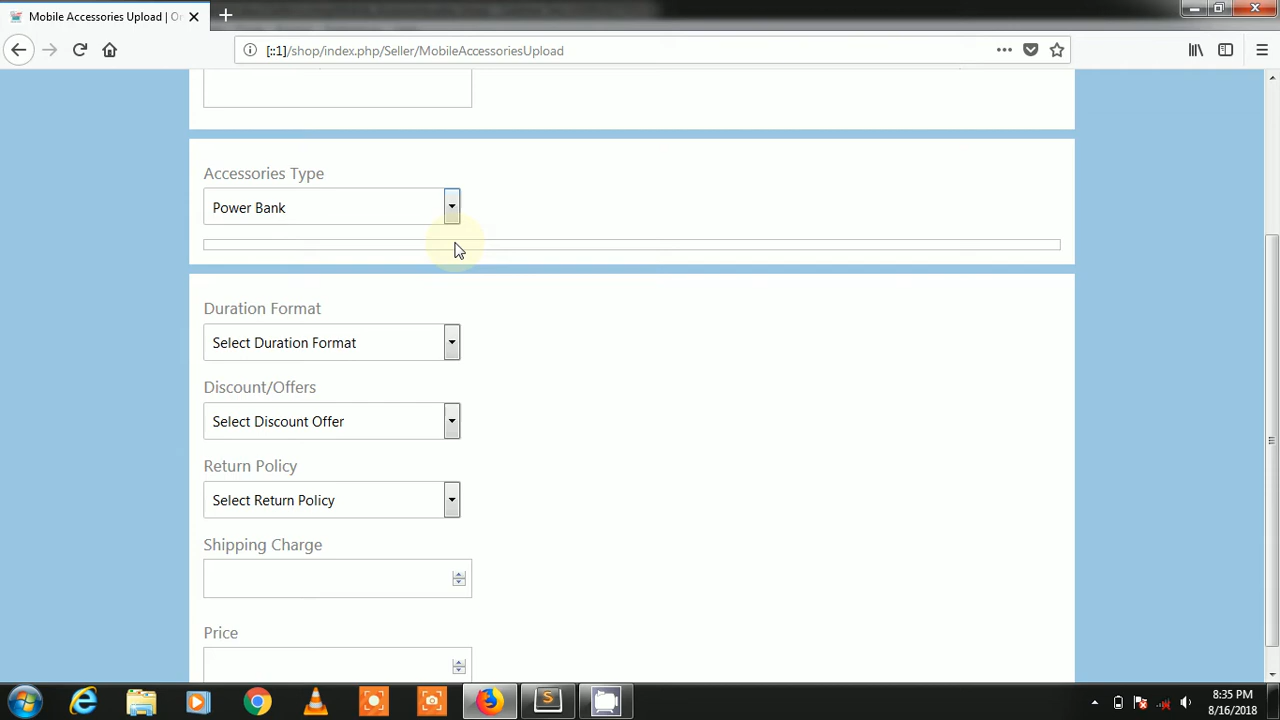 Mobile Accessories Upload | O
[::1]/shop/index.php/Seller/MobileAccessoriesUpload
Accessories Type
Power Bank
Duration Format
Select Duration Format
Discount/Offers
Select Discount Offer
Return Policy
Select Return Policy
Shipping Charge
Price
8:35 PM
8/16/2018